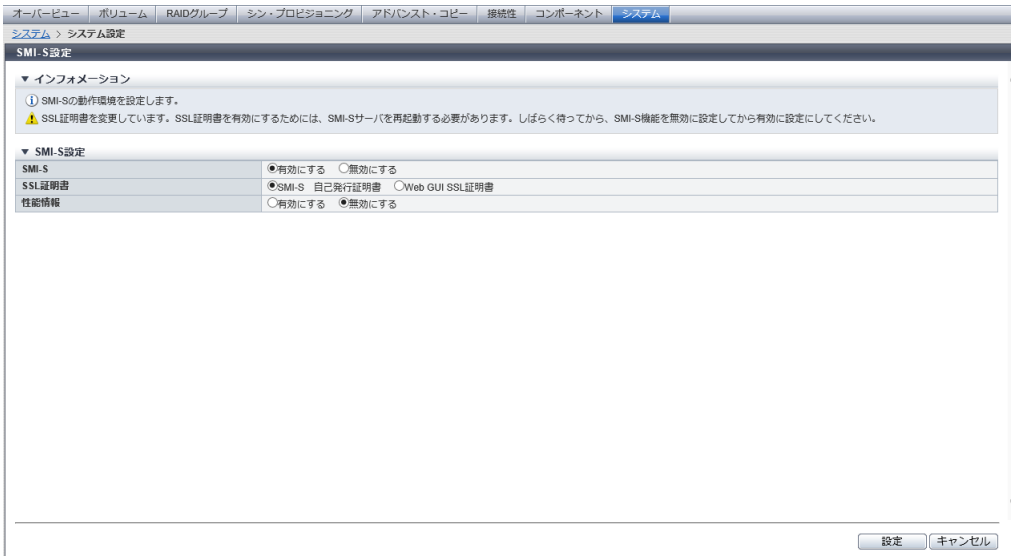 オーバービュー ボリューム RAIDグループ シン・プロビジョニング アドバンスト・コピー 接続性 コンポーネント システム
システム > システム設定
SMI-S設定
▼ インフォメーション
SMI-Sの動作環境を設定します。
SSL証明書を変更しています。SSL証明書を有効にするためには、SMI-Sサーバを再起動する必要があります。しばらく待ってから、SMI-S機能を無効に設定してから有効に設定にしてください。
▼ SMI-S設定
SMI-S 有効にする 無効にする
SSL証明書 SMI-S 自己発行証明書 Web GUI SSL証明書
性能情報 有効にする 無効にする
設定 キャンセル